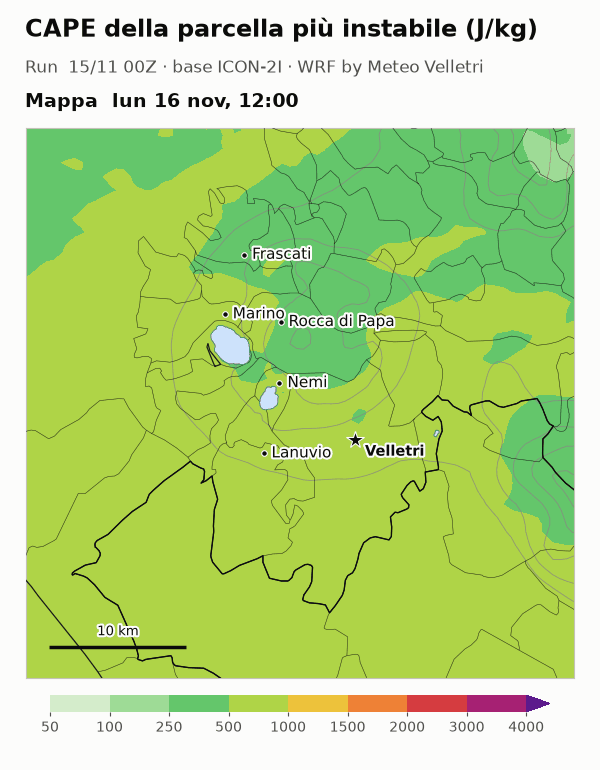 CAPE della parcella più instabile (J/kg)
Run  15/11 00Z · base ICON-2I · WRF by Meteo Velletri
Mappa  lun 16 nov, 12:00
Frascati
Marino
Rocca di Papa
Nemi
Velletri
Lanuvio
10 km
50 100 250 500 1000 1500 2000 3000 4000